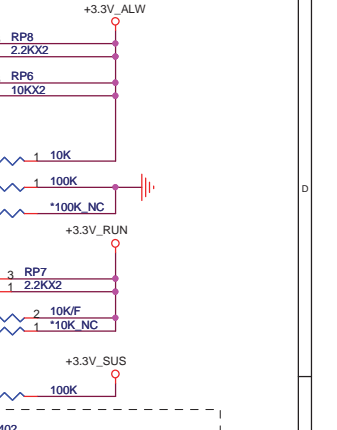 +3.3V_ALW
RP8
2.2KX2
RP6
10KX2
1 10K
1 100K
*100K_NC
D
+3.3V_RUN
3 RP7
1 2.2KX2
2 10K/F
1 *10K_NC
+3.3V_SUS
100K